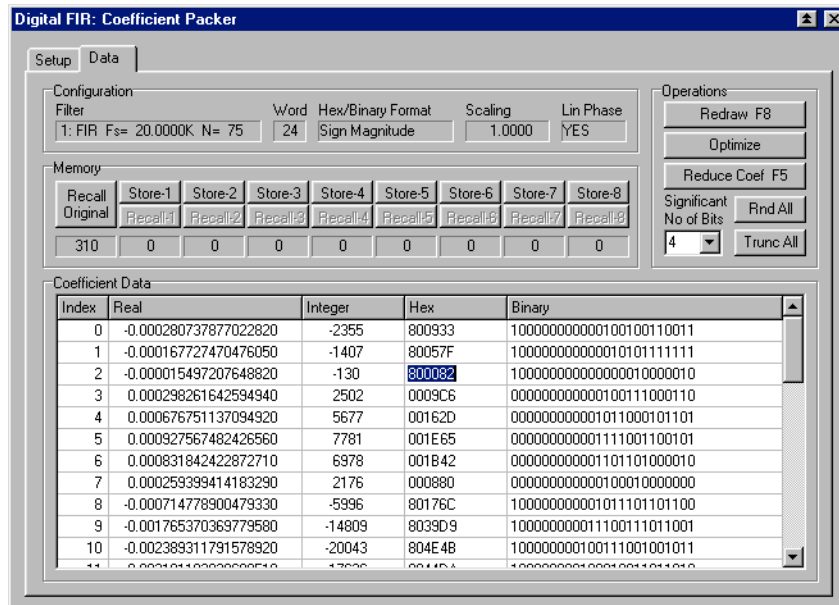 Digital FIR: Coefficient Packer
Setup Data
Configuration
Filter Word Hex/Binary Format Scaling Lin Phase
1: FIR Fs= 20.0000K N= 75 24 Sign Magnitude 1.0000 YES
Operations
Redraw F8
Optimize
Reduce Coef F5
Significant No of Bits
Rnd All
4
Trunc All
Memory
Recall Original
Store-1 Store-2 Store-3 Store-4 Store-5 Store-6 Store-7 Store-8
Recall-1 Recall-2 Recall-3 Recall-4 Recall-5 Recall-6 Recall-7 Recall-8
310 0 0 0 0 0 0 0 0
Coefficient Data
Index Real Integer Hex Binary
0 -0.000280737877022820 -2355 800933 100000000000100100110011
1 -0.000167727470476050 -1407 80057F 100000000000010101111111
2 -0.000015497207648820 -130 800082 100000000000000010000010
3 0.000298261642594940 2502 0009C6 000000000000100111000110
4 0.000676751137094920 5677 00162D 000000000001011000101101
5 0.000927567482426560 7781 001E65 000000000001111001100101
6 0.000831842422872710 6978 001B42 000000000001101101000010
7 0.000259399414183290 2176 000880 000000000000100010000000
8 -0.000714778900479330 -5996 80176C 100000000001011101101100
9 -0.001765370369779580 -14809 8039D9 100000000011100111011001
10 -0.002389311791578920 -20043 804E4B 100000000100111001001011